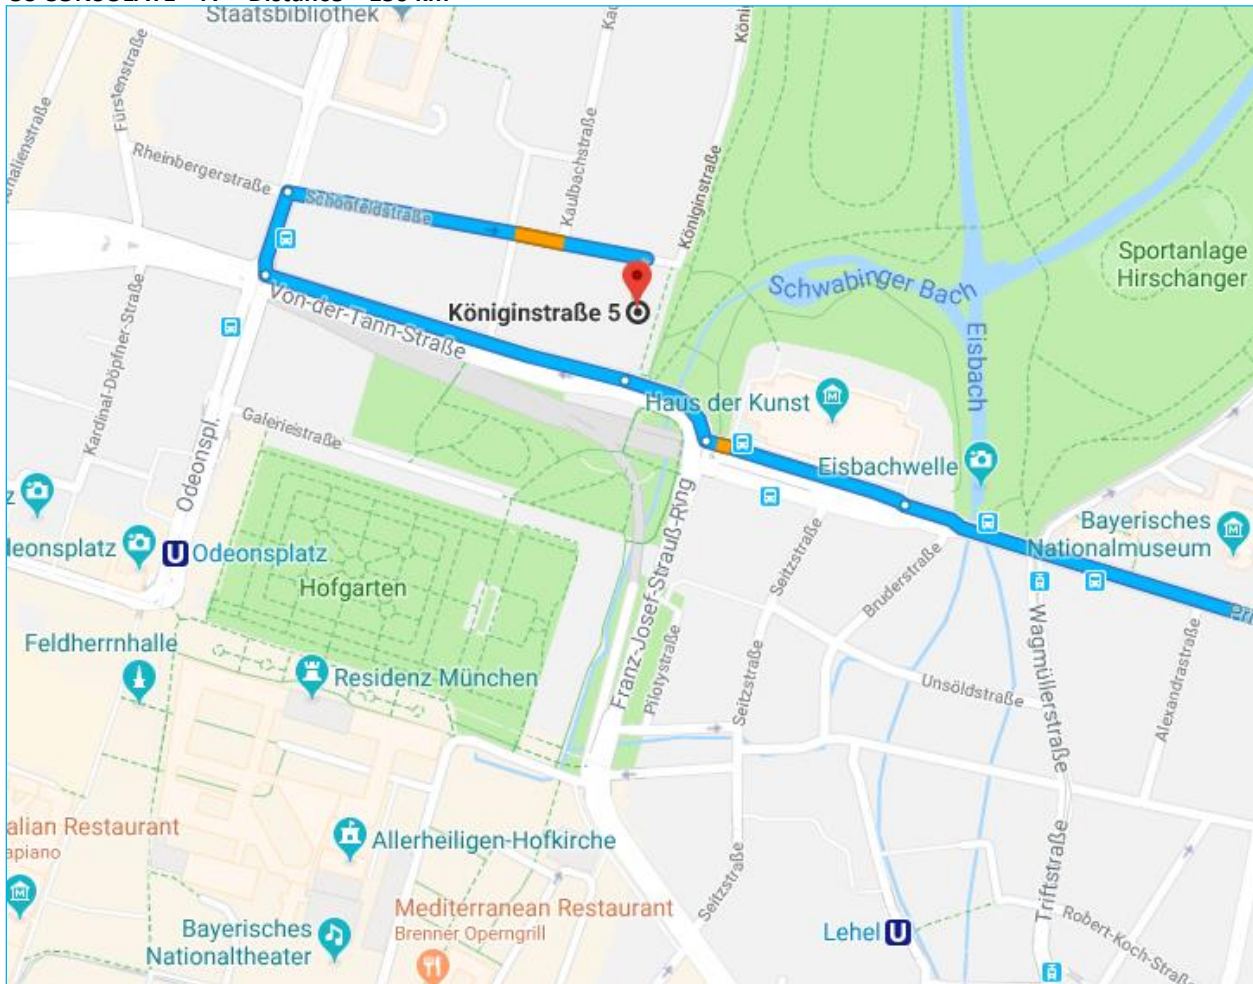 Staatsbibliothek
Fürstenstraße
Rheinbergerstraße
Schönfeldstraße
Kaulbachstraße
Königinstraße
Königinstraße
Sportanlage
Hirschanger
Schwabinger Bach
Königinstraße 5
Von-der-Tann-Straße
Eisbach
Kardinal-Döpfner-Straße
Odeonspl.
Galeriestraße
Haus der Kunst
Eisbachwelle
Bayerisches
Nationalmuseum
Odeonsplatz
Hofgarten
Franz-Josef-Strauß-Ring
Seitzstraße
Bruderstraße
Feldherrnhalle
Residenz München
Pilotystraße
Seitzstraße
Unsöldstraße
Wagmüllerstraße
Alexandrastraße
Allerheiligen-Hofkirche
Seitzstraße
Triftstraße
Mediterranean Restaurant
Brenner Operngrill
Bayerisches
Nationaltheater
Lehel
Robert-Koch-Straße